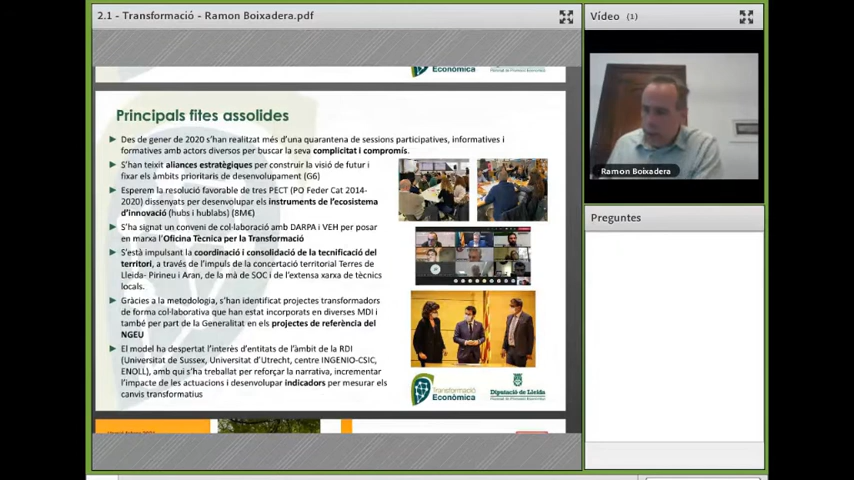 2.1 - Transformació - Ramon Boixadera.pdf
Vídeo (1)
Econòmica
Principals fites assolides
Des de gener de 2020 s'han realitzat més d'una quarantena de sessions participatives, informatives i
formatives amb actors diversos per buscar la seva complicitat i compromís.
S'han teixit aliances estratègiques per construir la visió de futur i
fixar els àmbits prioritaris de desenvolupament (G6)
Esperem la resolució favorable de tres PECT (PO Feder Cat 2014-
2020) dissenyats per desenvolupar els instruments de l'ecosistema
d'innovació (hubs i hublabs) (8M€)
S'ha signat un conveni de col·laboració amb DARPA i VEH per posar
en marxa l'Oficina Tècnica per la Transformació
S'està impulsant la coordinació i consolidació de la tecnificació del
territori, a través de l'impuls de la concertació territorial Terres de
Lleida- Pirineu i Aran, de la mà de SOC i de l'extensa xarxa de tècnics
locals.
Gràcies a la metodologia, s'han identificat projectes transformadors
de forma col·laborativa que han estat incorporats en diverses MDI i
també per part de la Generalitat en els projectes de referència del
NGEU
El model ha despertat l'interès d'entitats de l'àmbit de la RDI
(Universitat de Sussex, Universitat d'Utrecht, centre INGENIO-CSIC,
ENOLL), amb qui s'ha treballat per reforçar la narrativa, incrementar
l'impacte de les actuacions i desenvolupar indicadors per mesurar els
canvis transformatius
Transformació
Econòmica
Diputació de Lleida
Patronat de Promoció Econòmica
Ramon Boixadera
Preguntes